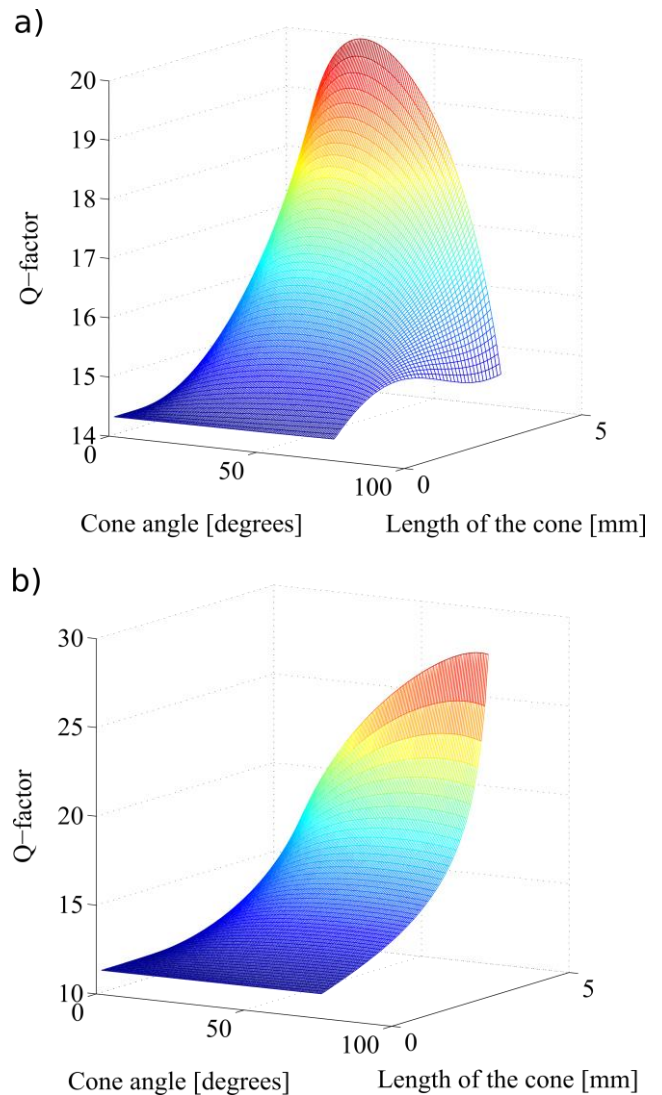 a)
20
19
18
17
16
15
14
Q−factor
0
50
100
0
5
Cone angle [degrees]
Length of the cone [mm]
b)
30
25
20
15
10
Q−factor
0
50
100
0
5
Cone angle [degrees]
Length of the cone [mm]